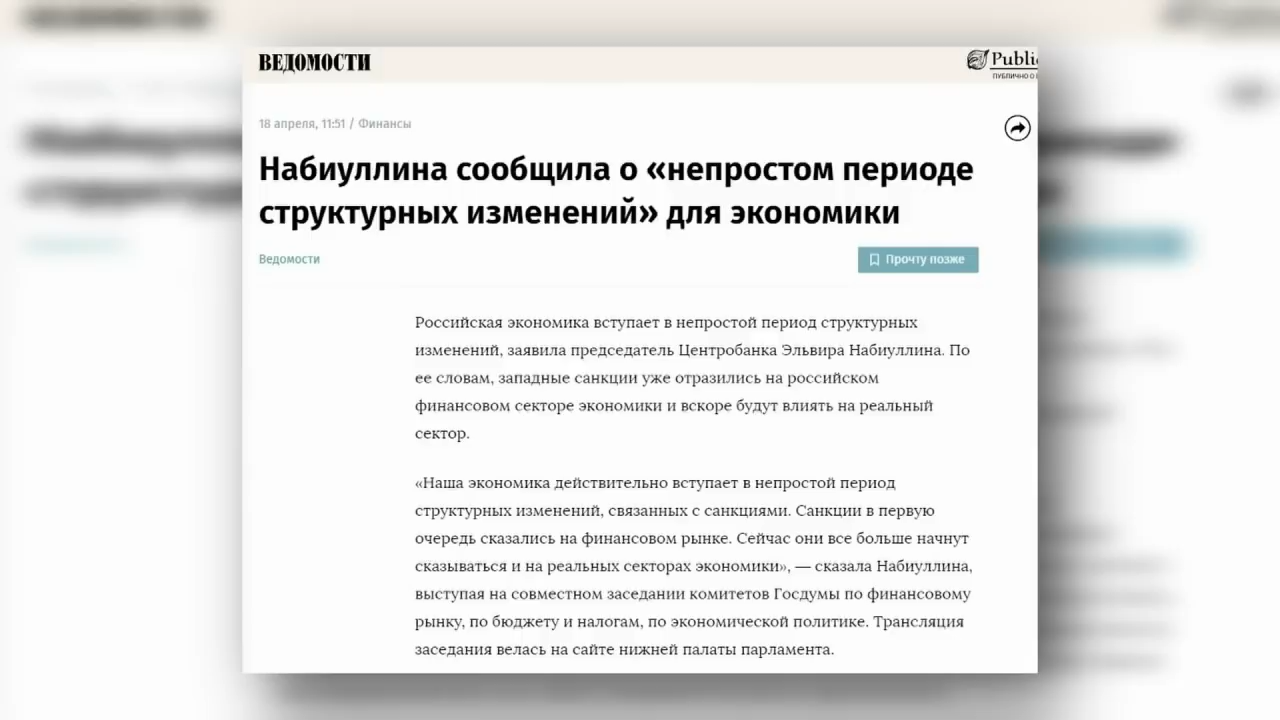 ВЕДОМОСТИ
18 апреля, 11:51 / Финансы
Набиуллина сообщила о «непростом периоде
структурных изменений» для экономики
Ведомости
Прочту позже
Российская экономика вступает в непростой период структурных
изменений, заявила председатель Центробанка Эльвира Набиуллина. По
ее словам, западные санкции уже отразились на российском
финансовом секторе экономики и вскоре будут влиять на реальный
сектор.
«Наша экономика действительно вступает в непростой период
структурных изменений, связанных с санкциями. Санкции в первую
очередь сказались на финансовом рынке. Сейчас они все больше начнут
сказываться и на реальных секторах экономики», — сказала Набиуллина,
выступая на совместном заседании комитетов Госдумы по финансовому
рынку, по бюджету и налогам, по экономической политике. Трансляция
заседания велась на сайте нижней палаты парламента.